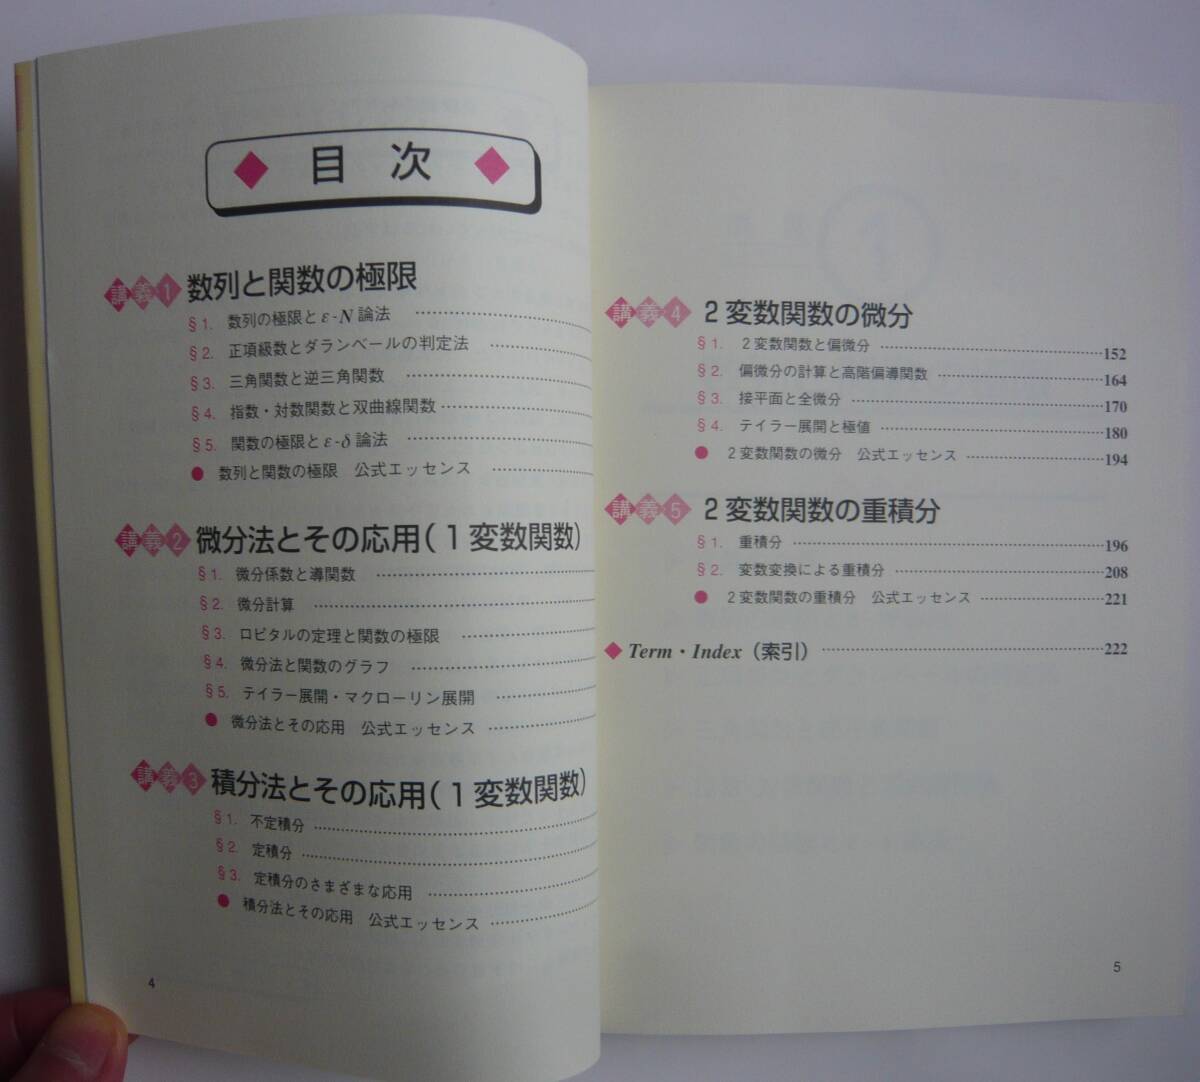 ◆ 目 次 ◆
講義1 数列と関数の極限
§1. 数列の極限とε-N論法
§2. 正項級数とダランベールの判定法
§3. 三角関数と逆三角関数
§4. 指数・対数関数と双曲線関数
§5. 関数の極限とε-δ論法
● 数列と関数の極限 公式エッセンス
講義2 微分法とその応用(1変数関数)
§1. 微分係数と導関数
§2. 微分計算
§3. ロピタルの定理と関数の極限
§4. 微分法と関数のグラフ
§5. テイラー展開・マクローリン展開
● 微分法とその応用 公式エッセンス
講義3 積分法とその応用(1変数関数)
§1. 不定積分
§2. 定積分
§3. 定積分のさまざまな応用
● 積分法とその応用 公式エッセンス
4
講義4 2変数関数の微分
§1. 2変数関数と偏微分 152
§2. 偏微分の計算と高階偏導関数 164
§3. 接平面と全微分 170
§4. テイラー展開と極値 180
● 2変数関数の微分 公式エッセンス 194
講義5 2変数関数の重積分
§1. 重積分 196
§2. 変数変換による重積分 208
● 2変数関数の重積分 公式エッセンス 221
◆ Term・Index(索引) 222
5